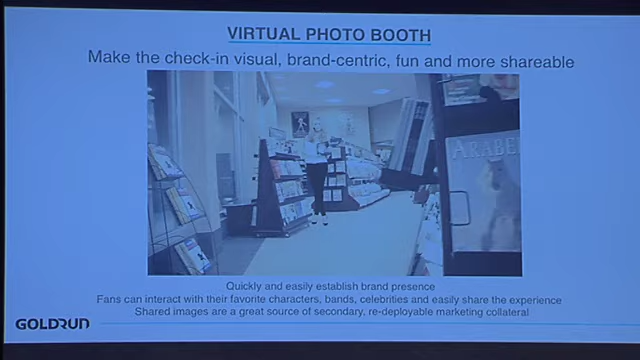 VIRTUAL PHOTO BOOTH
Make the check-in visual, brand-centric, fun and more shareable
ARABE
Quickly and easily establish brand presence
Fans can interact with their favorite characters, bands, celebrities and easily share the experience
Shared images are a great source of secondary, re-deployable marketing collateral
GOLDRUN